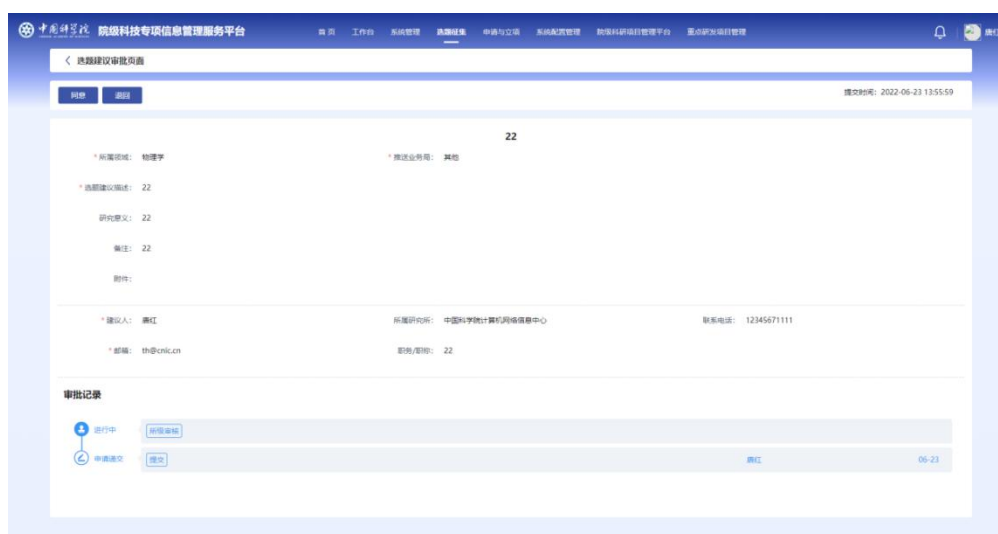 中国科学院 院级科技专项信息管理服务平台 首页 工作台 系统管理 选题征集 申请与立项 系统配置管理 院级科研项目管理平台 重点研发项目管理
选题建议审批页面
同意 退回 提交时间：2022-06-23 13:55:59
22
*所属领域： 物理学 *推送业务局： 其他
*选题建议描述： 22
研究意义： 22
备注： 22
附件：
*建议人： 唐红 所属研究所： 中国科学院计算机网络信息中心 联系电话： 12345671111
*邮箱： th@cnic.cn 职务/职称： 22
审批记录
进行中 所级审核
申请提交 提交 唐红 06-23